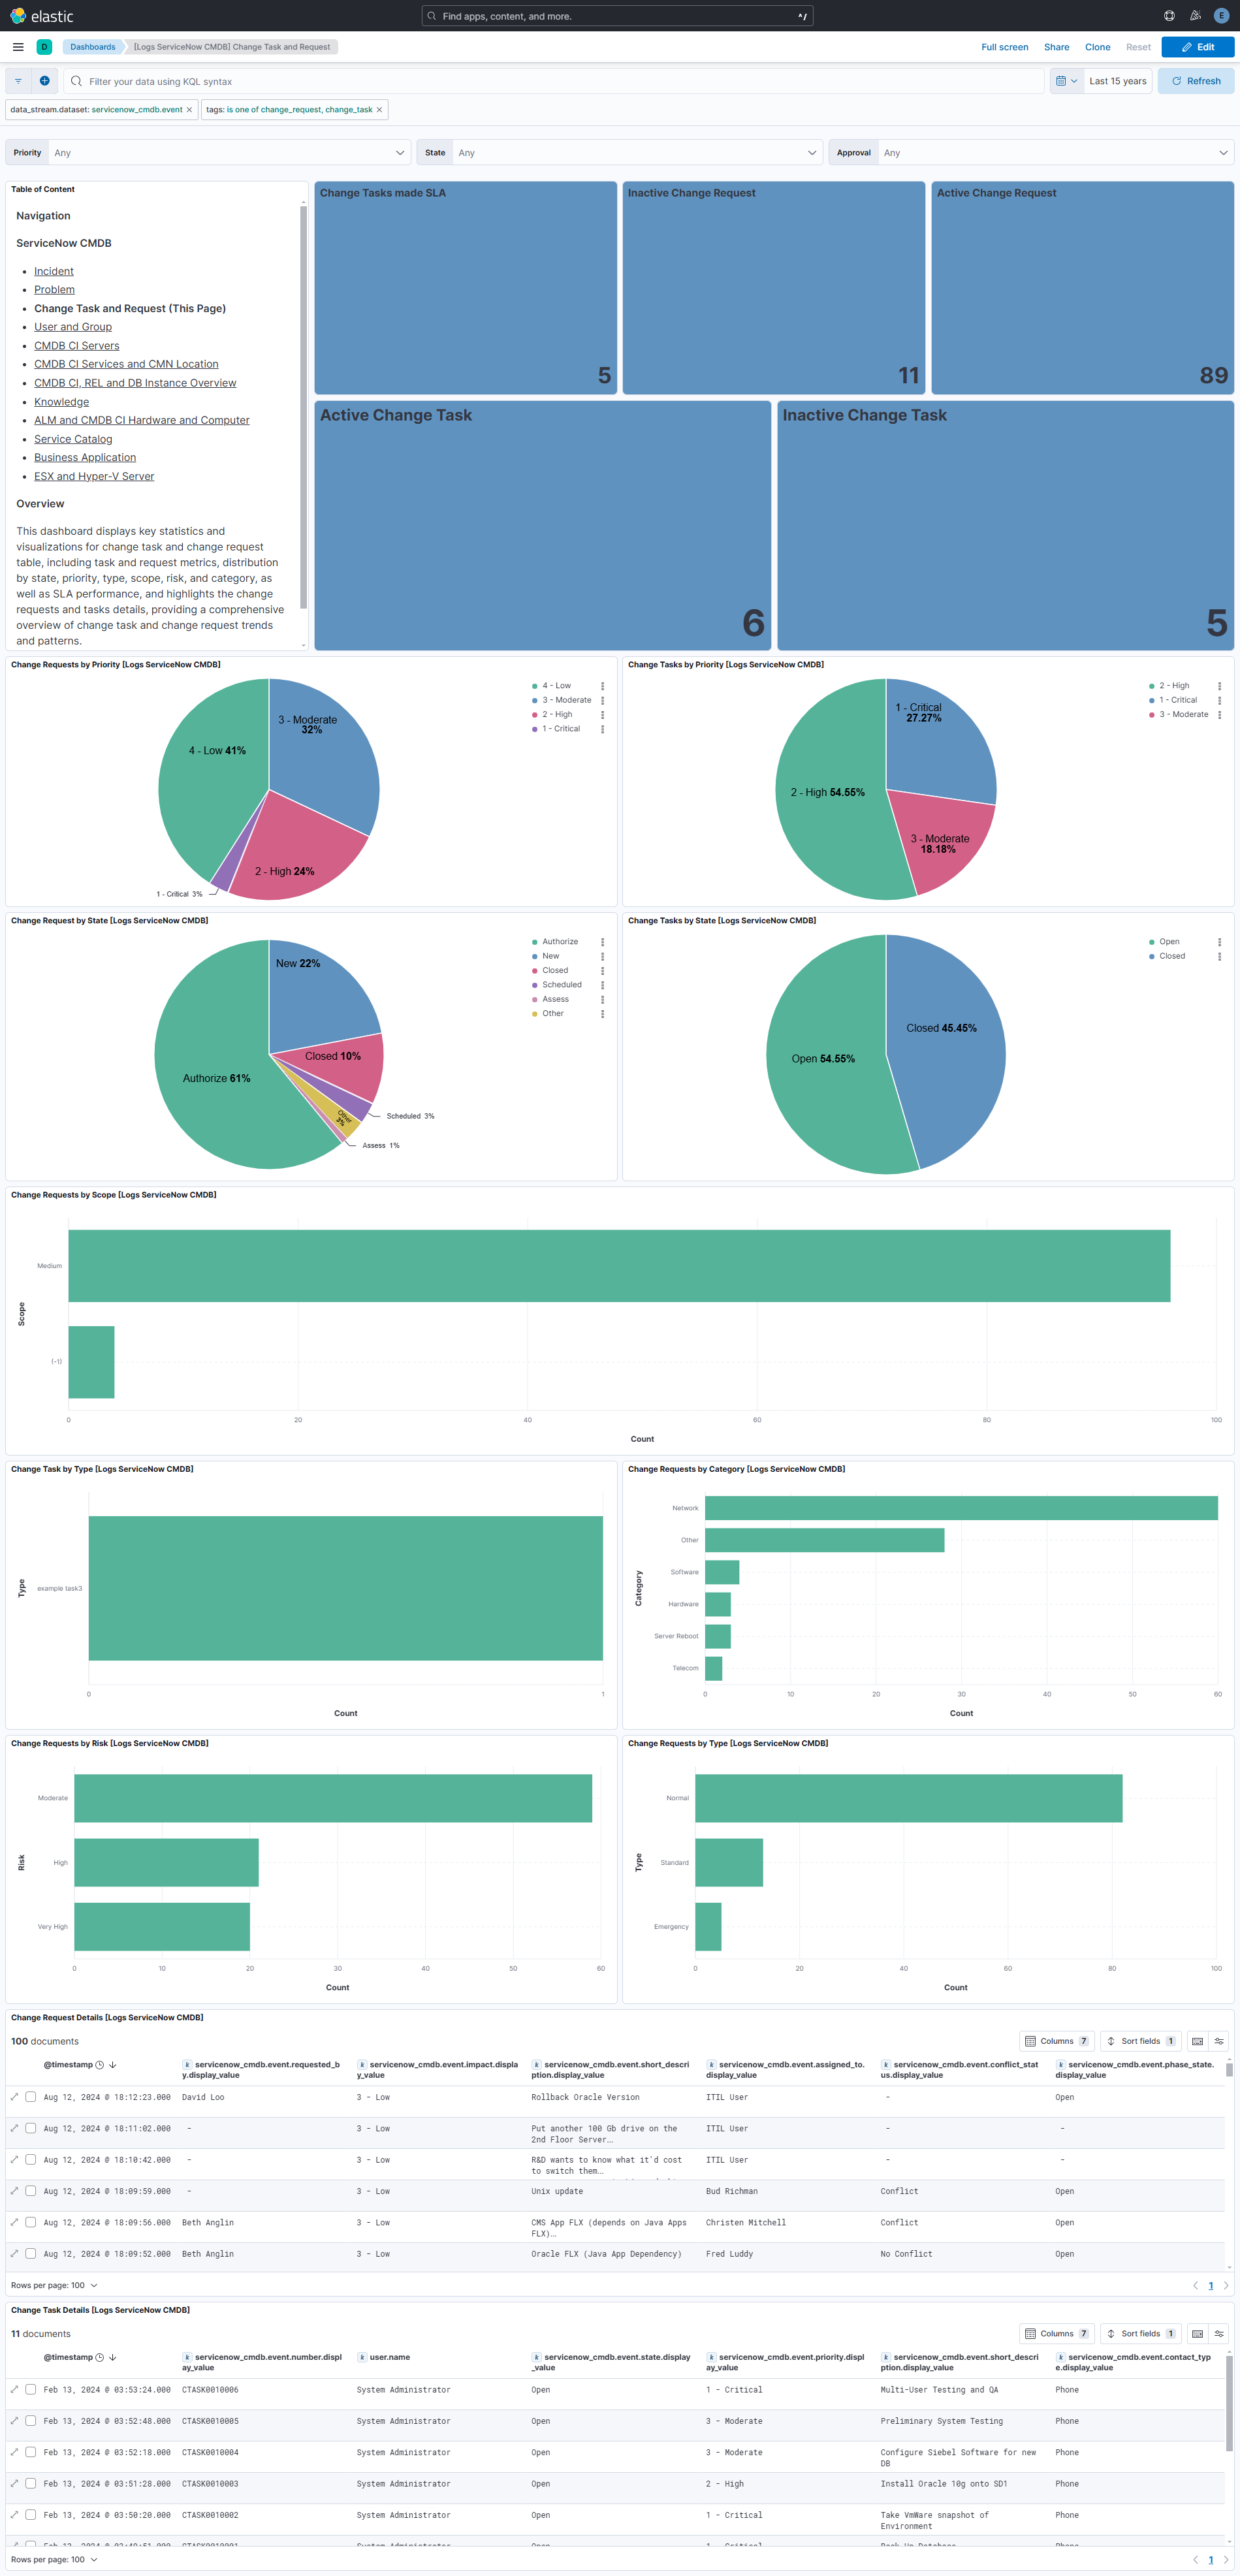 elastic
Find apps, content, and more.
^/
E
D
Dashboards
[Logs ServiceNow CMDB] Change Task and Request
Full screen
Share
Clone
Reset
Edit
Filter your data using KQL syntax
Last 15 years
Refresh
data_stream.dataset: servicenow_cmdb.event
tags: is one of change_request, change_task
Priority
Any
State
Any
Approval
Any
Table of Content
Navigation
ServiceNow CMDB
Incident
Problem
Change Task and Request (This Page)
User and Group
CMDB CI Servers
CMDB CI Services and CMN Location
CMDB CI, REL and DB Instance Overview
Knowledge
ALM and CMDB CI Hardware and Computer
Service Catalog
Business Application
ESX and Hyper-V Server
Overview
This dashboard displays key statistics and
visualizations for change task and change request
table, including task and request metrics, distribution
by state, priority, type, scope, risk, and category, as
well as SLA performance, and highlights the change
requests and tasks details, providing a comprehensive
overview of change task and change request trends
and patterns.
Change Tasks made SLA
5
Inactive Change Request
11
Active Change Request
89
Active Change Task
6
Inactive Change Task
5
Change Requests by Priority [Logs ServiceNow CMDB]
3 - Moderate
32%
4 - Low 41%
2 - High 24%
1 - Critical 3%
4 - Low
3 - Moderate
2 - High
1 - Critical
Change Tasks by Priority [Logs ServiceNow CMDB]
1 - Critical
27.27%
2 - High 54.55%
3 - Moderate
18.18%
2 - High
1 - Critical
3 - Moderate
Change Request by State [Logs ServiceNow CMDB]
New 22%
Closed 10%
Authorize 61%
Scheduled 3%
Other
3%
Assess 1%
Authorize
New
Closed
Scheduled
Assess
Other
Change Tasks by State [Logs ServiceNow CMDB]
Closed 45.45%
Open 54.55%
Open
Closed
Change Requests by Scope [Logs ServiceNow CMDB]
Scope
Medium
(-1)
0 20 40 60 80 100
Count
Change Task by Type [Logs ServiceNow CMDB]
Type
example task3
0 1
Count
Change Requests by Category [Logs ServiceNow CMDB]
Category
Network
Other
Software
Hardware
Server Reboot
Telecom
0 10 20 30 40 50 60
Count
Change Requests by Risk [Logs ServiceNow CMDB]
Risk
Moderate
High
Very High
0 10 20 30 40 50 60
Count
Change Requests by Type [Logs ServiceNow CMDB]
Type
Normal
Standard
Emergency
0 20 40 60 80 100
Count
Change Request Details [Logs ServiceNow CMDB]
100 documents
Columns 7
Sort fields 1
@timestamp
k servicenow_cmdb.event.requested_b
y.display_value
k servicenow_cmdb.event.impact.displa
y_value
k servicenow_cmdb.event.short_descri
ption.display_value
k servicenow_cmdb.event.assigned_to.
display_value
k servicenow_cmdb.event.conflict_stat
us.display_value
k servicenow_cmdb.event.phase_state.
display_value
Aug 12, 2024 @ 18:12:23.000 David Loo 3 - Low Rollback Oracle Version ITIL User - Open
Aug 12, 2024 @ 18:11:02.000 - 3 - Low Put another 100 Gb drive on the ITIL User - -
2nd Floor Server…
Aug 12, 2024 @ 18:10:42.000 - 3 - Low R&D wants to know what it'd cost ITIL User - -
to switch them…
Aug 12, 2024 @ 18:09:59.000 - 3 - Low Unix update Bud Richman Conflict Open
Aug 12, 2024 @ 18:09:56.000 Beth Anglin 3 - Low CMS App FLX (depends on Java Apps Christen Mitchell Conflict Open
FLX)…
Aug 12, 2024 @ 18:09:52.000 Beth Anglin 3 - Low Oracle FLX (Java App Dependency) Fred Luddy No Conflict Open
Rows per page: 100
1
Change Task Details [Logs ServiceNow CMDB]
11 documents
Columns 7
Sort fields 1
@timestamp
k servicenow_cmdb.event.number.displ
ay_value
k user.name
k servicenow_cmdb.event.state.display
_value
k servicenow_cmdb.event.priority.displ
ay_value
k servicenow_cmdb.event.short_descri
ption.display_value
k servicenow_cmdb.event.contact_typ
e.display_value
Feb 13, 2024 @ 03:53:24.000 CTASK0010006 System Administrator Open 1 - Critical Multi-User Testing and QA Phone
Feb 13, 2024 @ 03:52:48.000 CTASK0010005 System Administrator Open 3 - Moderate Preliminary System Testing Phone
Feb 13, 2024 @ 03:52:18.000 CTASK0010004 System Administrator Open 3 - Moderate Configure Siebel Software for new Phone
DB
Feb 13, 2024 @ 03:51:28.000 CTASK0010003 System Administrator Open 2 - High Install Oracle 10g onto SD1 Phone
Feb 13, 2024 @ 03:50:20.000 CTASK0010002 System Administrator Open 1 - Critical Take VmWare snapshot of Phone
Environment
Rows per page: 100
1